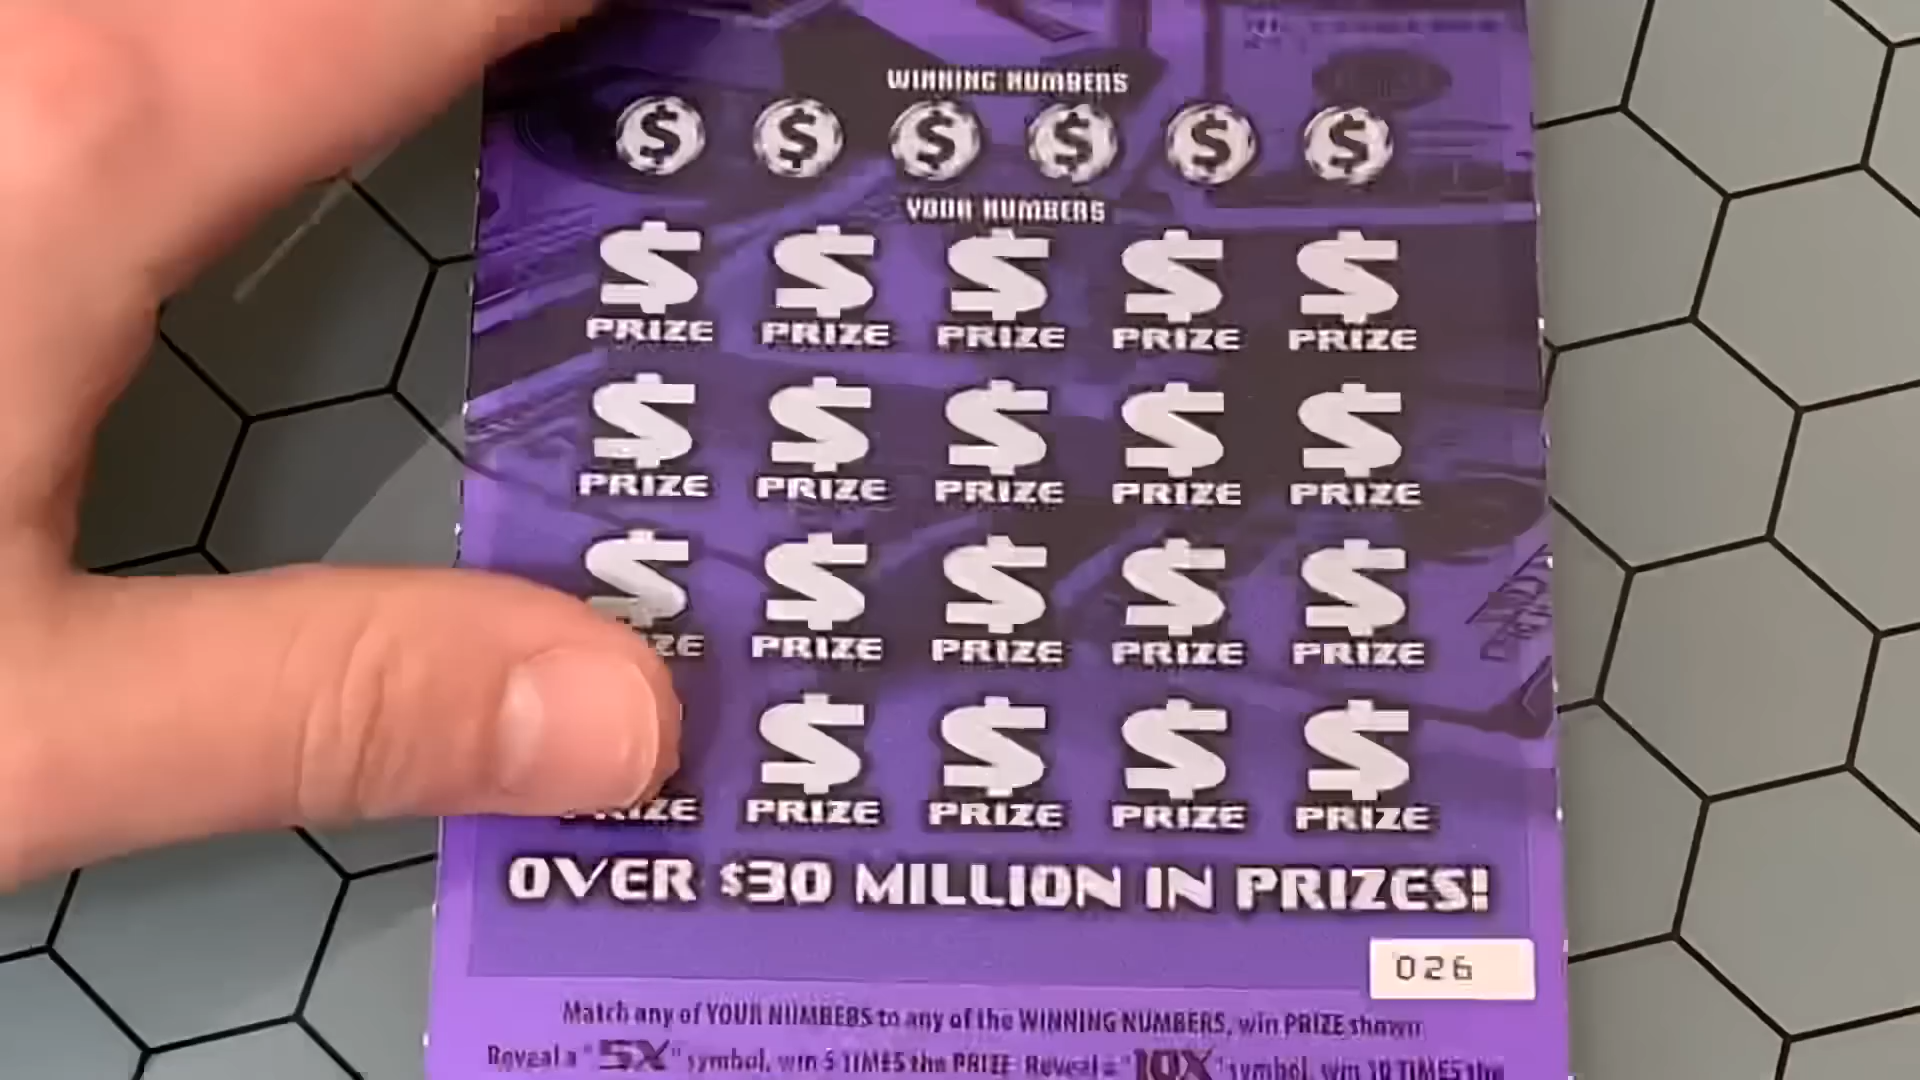 WINNING NUMBERS
$ $ $ $ $ $
YOUR NUMBERS
$ $ $ $ $
PRIZE PRIZE PRIZE PRIZE PRIZE
$ $ $ $ $
PRIZE PRIZE PRIZE PRIZE PRIZE
$ $ $ $ $
ZE PRIZE PRIZE PRIZE PRIZE
$ $ $ $
PRIZE PRIZE PRIZE PRIZE PRIZE
OVER $30 MILLION IN PRIZES!
026
Match any of YOUR NUMBERS to any of the WINNING NUMBERS, win PRIZE shown.
Reveal a "5X" symbol, win 5 TIMES the PRIZE. Reveal a "10X" symbol, win 10 TIMES the